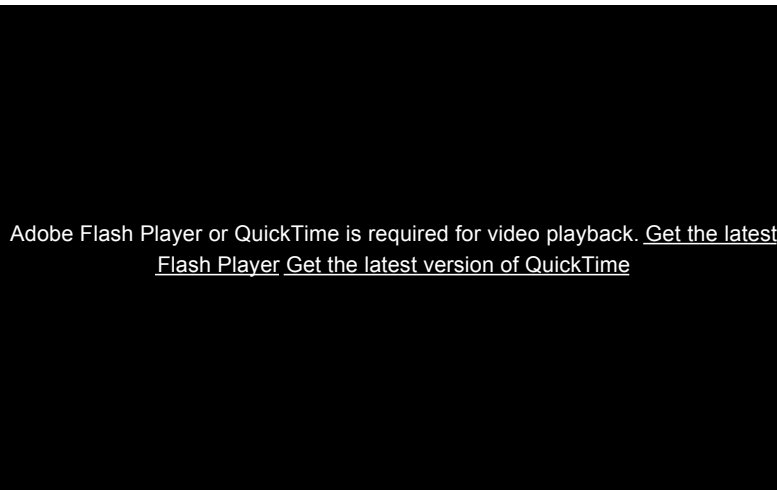 Adobe Flash Player or QuickTime is required for video playback. Get the latest
Flash Player Get the latest version of QuickTime